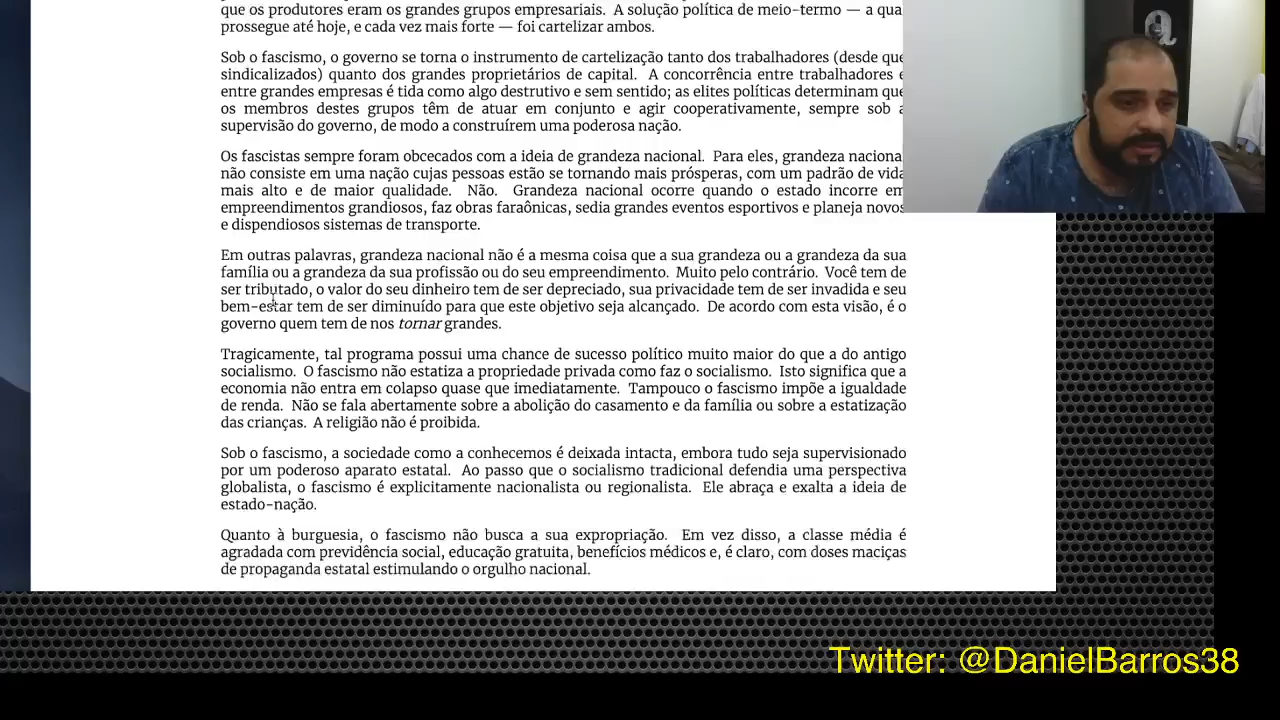 que os produtores eram os grandes grupos empresariais.  A solução política de meio-termo — a qual
prossegue até hoje, e cada vez mais forte — foi cartelizar ambos.
Sob o fascismo, o governo se torna o instrumento de cartelização tanto dos trabalhadores (desde que
sindicalizados) quanto dos grandes proprietários de capital.  A concorrência entre trabalhadores e
entre grandes empresas é tida como algo destrutivo e sem sentido; as elites políticas determinam que
os membros destes grupos têm de atuar em conjunto e agir cooperativamente, sempre sob a
supervisão do governo, de modo a construírem uma poderosa nação.
Os fascistas sempre foram obcecados com a ideia de grandeza nacional.  Para eles, grandeza nacional
não consiste em uma nação cujas pessoas estão se tornando mais prósperas, com um padrão de vida
mais alto e de maior qualidade.  Não.  Grandeza nacional ocorre quando o estado incorre em
empreendimentos grandiosos, faz obras faraônicas, sedia grandes eventos esportivos e planeja novos
e dispendiosos sistemas de transporte.
Em outras palavras, grandeza nacional não é a mesma coisa que a sua grandeza ou a grandeza da sua
família ou a grandeza da sua profissão ou do seu empreendimento.  Muito pelo contrário.  Você tem de
ser tributado, o valor do seu dinheiro tem de ser depreciado, sua privacidade tem de ser invadida e seu
bem-estar tem de ser diminuído para que este objetivo seja alcançado.  De acordo com esta visão, é o
governo quem tem de nos tornar grandes.
Tragicamente, tal programa possui uma chance de sucesso político muito maior do que a do antigo
socialismo.  O fascismo não estatiza a propriedade privada como faz o socialismo.  Isto significa que a
economia não entra em colapso quase que imediatamente.  Tampouco o fascismo impõe a igualdade
de renda.  Não se fala abertamente sobre a abolição do casamento e da família ou sobre a estatização
das crianças.  A religião não é proibida.
Sob o fascismo, a sociedade como a conhecemos é deixada intacta, embora tudo seja supervisionado
por um poderoso aparato estatal.  Ao passo que o socialismo tradicional defendia uma perspectiva
globalista, o fascismo é explicitamente nacionalista ou regionalista.  Ele abraça e exalta a ideia de
estado-nação.
Quanto à burguesia, o fascismo não busca a sua expropriação.  Em vez disso, a classe média é
agradada com previdência social, educação gratuita, benefícios médicos e, é claro, com doses maciças
de propaganda estatal estimulando o orgulho nacional.
Twitter: @DanielBarros38